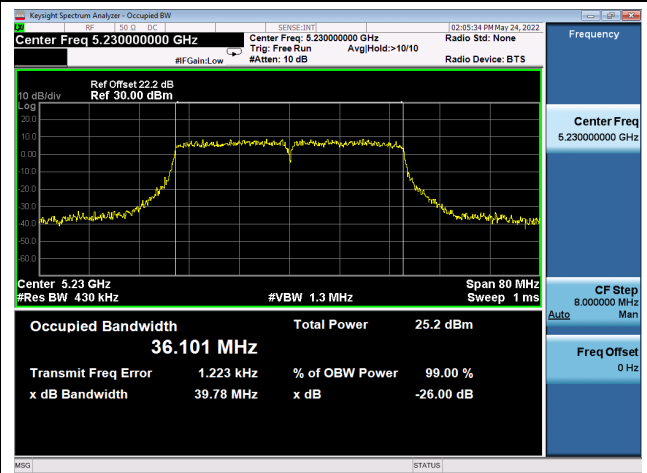 Keysight Spectrum Analyzer - Occupied BW
RF 50 Ω DC SENSE:INT 02:05:34 PM May 24, 2022
Center Freq 5.230000000 GHz Center Freq: 5.230000000 GHz Radio Std: None
Trig: Free Run Avg|Hold:>10/10
#IFGain:Low #Atten: 10 dB Radio Device: BTS
Ref Offset 22.2 dB
10 dB/div Ref 30.00 dBm
Log
20.0
10.0
0.00
-10.0
-20.0
-30.0
-40.0
-50.0
-60.0
Center 5.23 GHz Span 80 MHz
#Res BW 430 kHz #VBW 1.3 MHz Sweep 1 ms
Occupied Bandwidth Total Power 25.2 dBm
36.101 MHz
Transmit Freq Error 1.223 kHz % of OBW Power 99.00 %
x dB Bandwidth 39.78 MHz x dB -26.00 dB
MSG STATUS
Frequency
Center Freq
5.230000000 GHz
CF Step
8.000000 MHz
Auto Man
Freq Offset
0 Hz